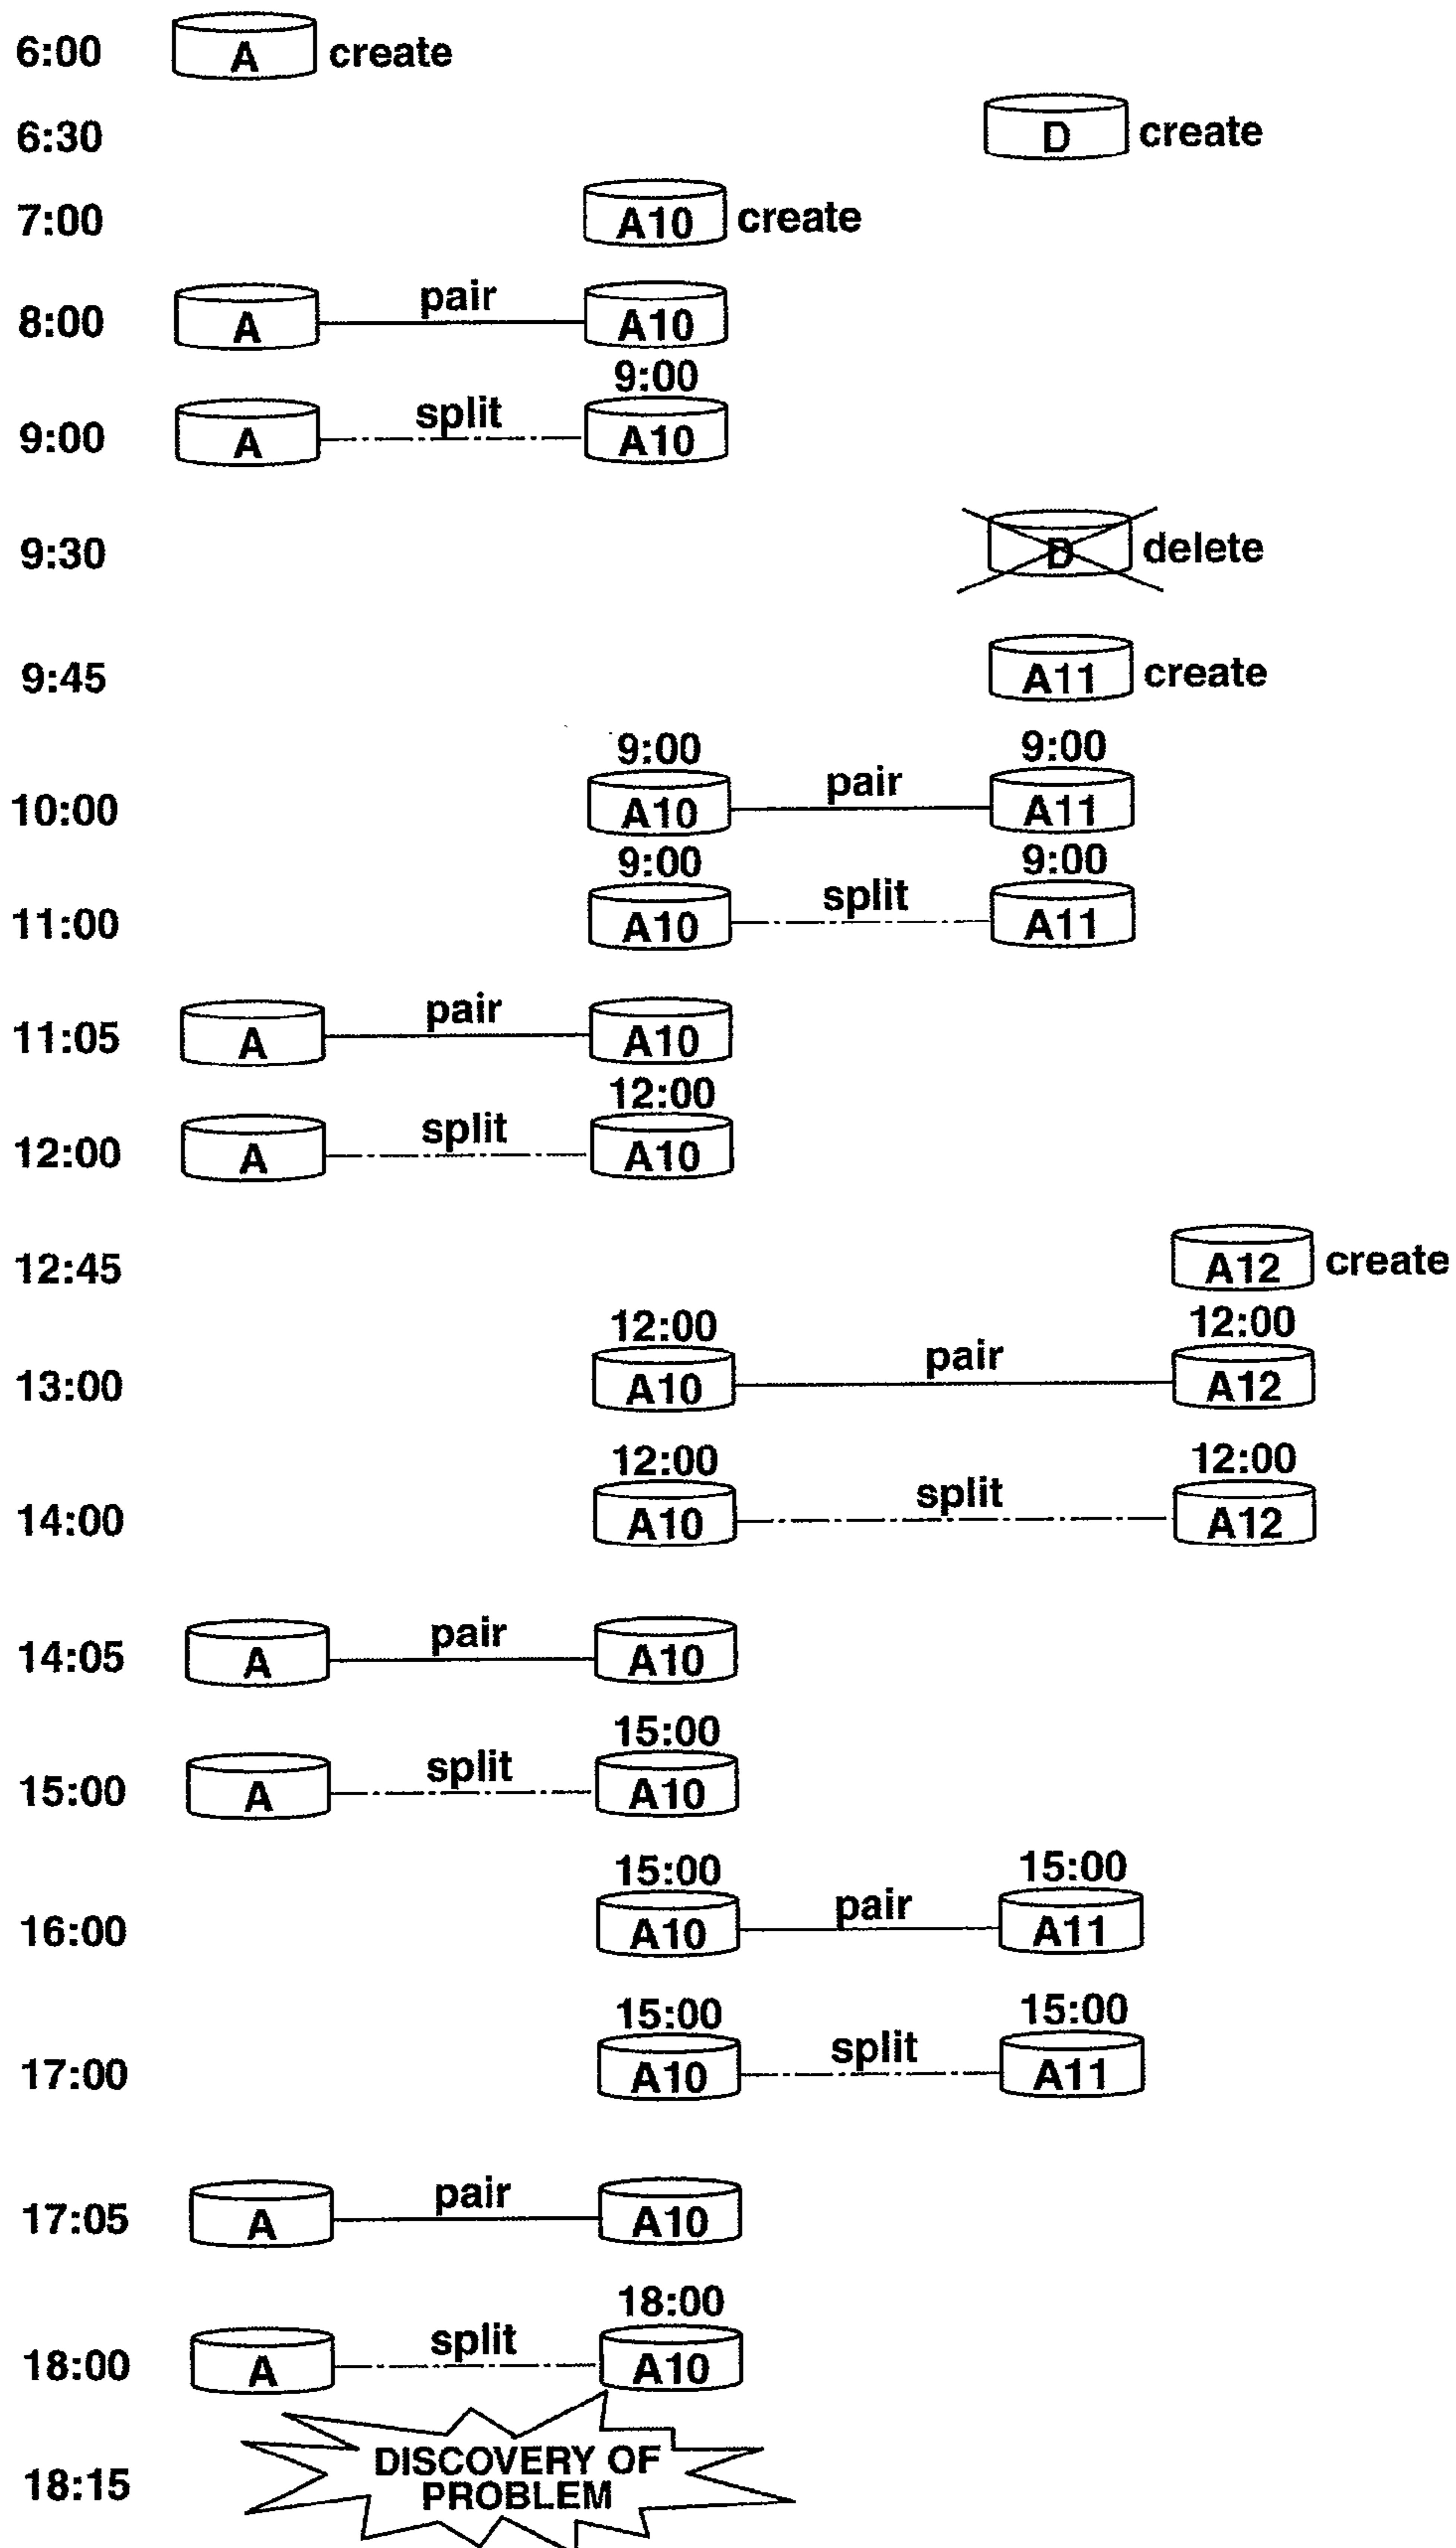 6:00 A create
6:30 D create
7:00 A10 create
8:00 A pair A10
9:00
9:00 A split A10
9:30 D delete
9:45 A11 create
9:00 9:00
10:00 A10 pair A11
9:00 9:00
11:00 A10 split A11
11:05 A pair A10
12:00
12:00 A split A10
12:45 A12 create
12:00 12:00
13:00 A10 pair A12
12:00 12:00
14:00 A10 split A12
14:05 A pair A10
15:00
15:00 A split A10
15:00 15:00
16:00 A10 pair A11
15:00 15:00
17:00 A10 split A11
17:05 A pair A10
18:00
18:00 A split A10
18:15 DISCOVERY OF
PROBLEM